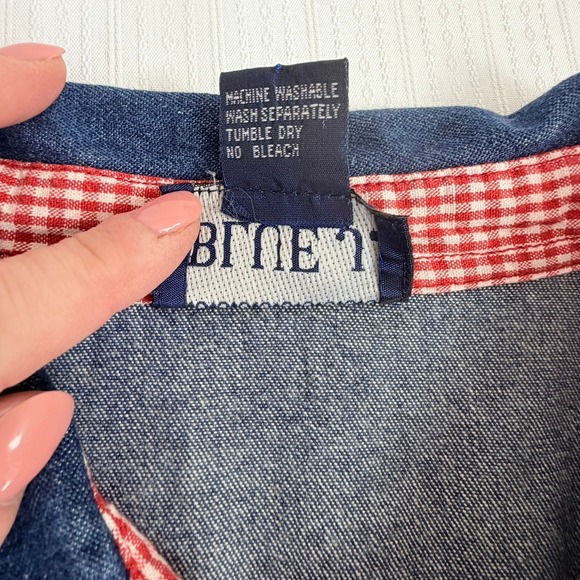 MACHINE WASHABLE
WASH SEPARATELY
TUMBLE DRY
NO BLEACH
BLUE